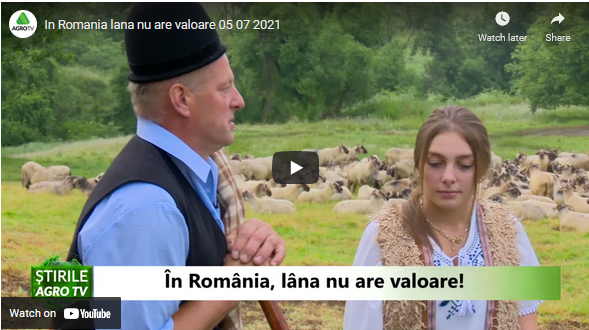 AGRO TV
In Romania lana nu are valoare 05 07 2021
Watch later
Share
ȘTIRILE
AGRO TV
În România, lâna nu are valoare!
Watch on YouTube